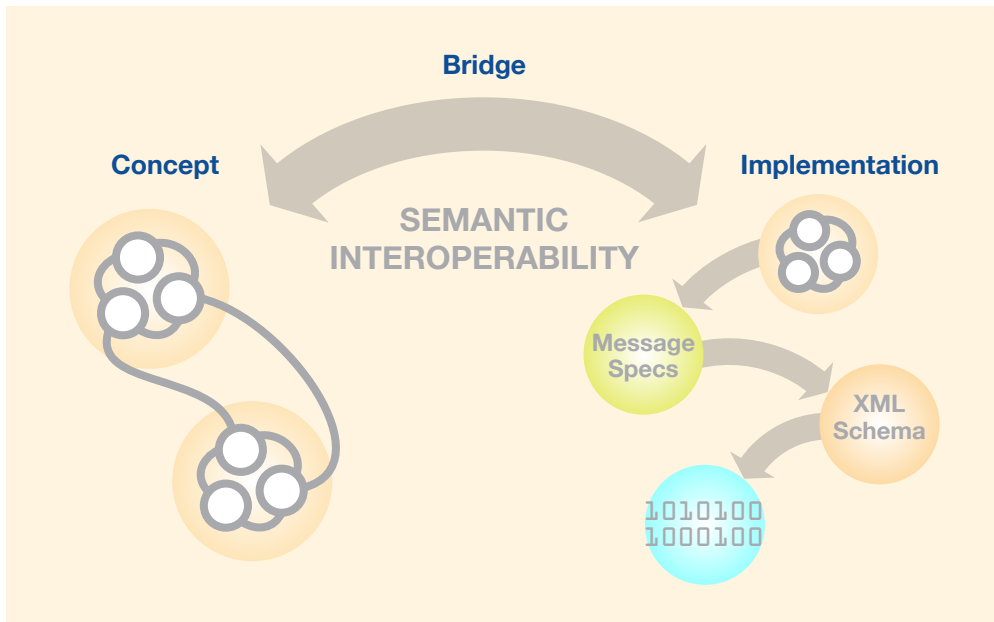 Bridge
Concept
Implementation
SEMANTIC
INTEROPERABILITY
Message
Specs
XML
Schema
1010100
1000100